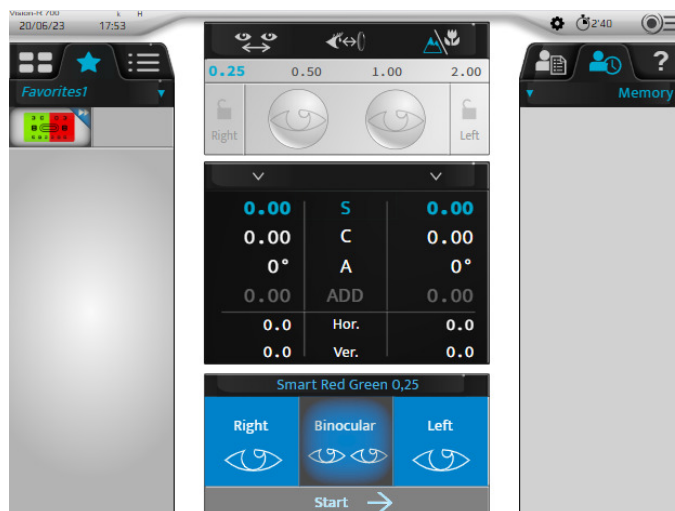 Vision-R 700
20/06/23 17:53
2'40
Favorites1
0.25 0.50 1.00 2.00
Right Left
Memory
?
0.00 S 0.00
0.00 C 0.00
0° A 0°
0.00 ADD 0.00
0.0 Hor. 0.0
0.0 Ver. 0.0
Smart Red Green 0,25
Right Binocular Left
Start